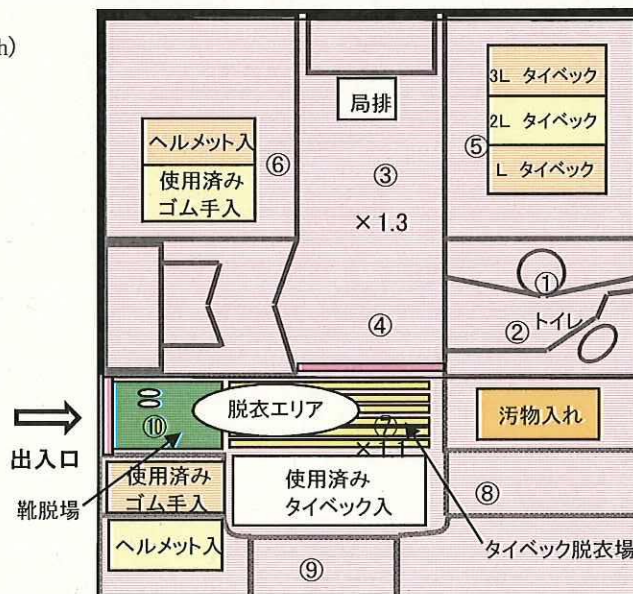 h)
局排
3L タイベック
2L タイベック
L タイベック
⑤
ヘルメット入
使用済み
ゴム手入
⑥
③
×1.3
①
②
トイレ
④
出入口
⑩
脱衣エリア
⑦
×1.1
汚物入れ
靴脱場
使用済み
ゴム手入
使用済み
タイベック入
⑧
ヘルメット入
⑨
タイベック脱衣場